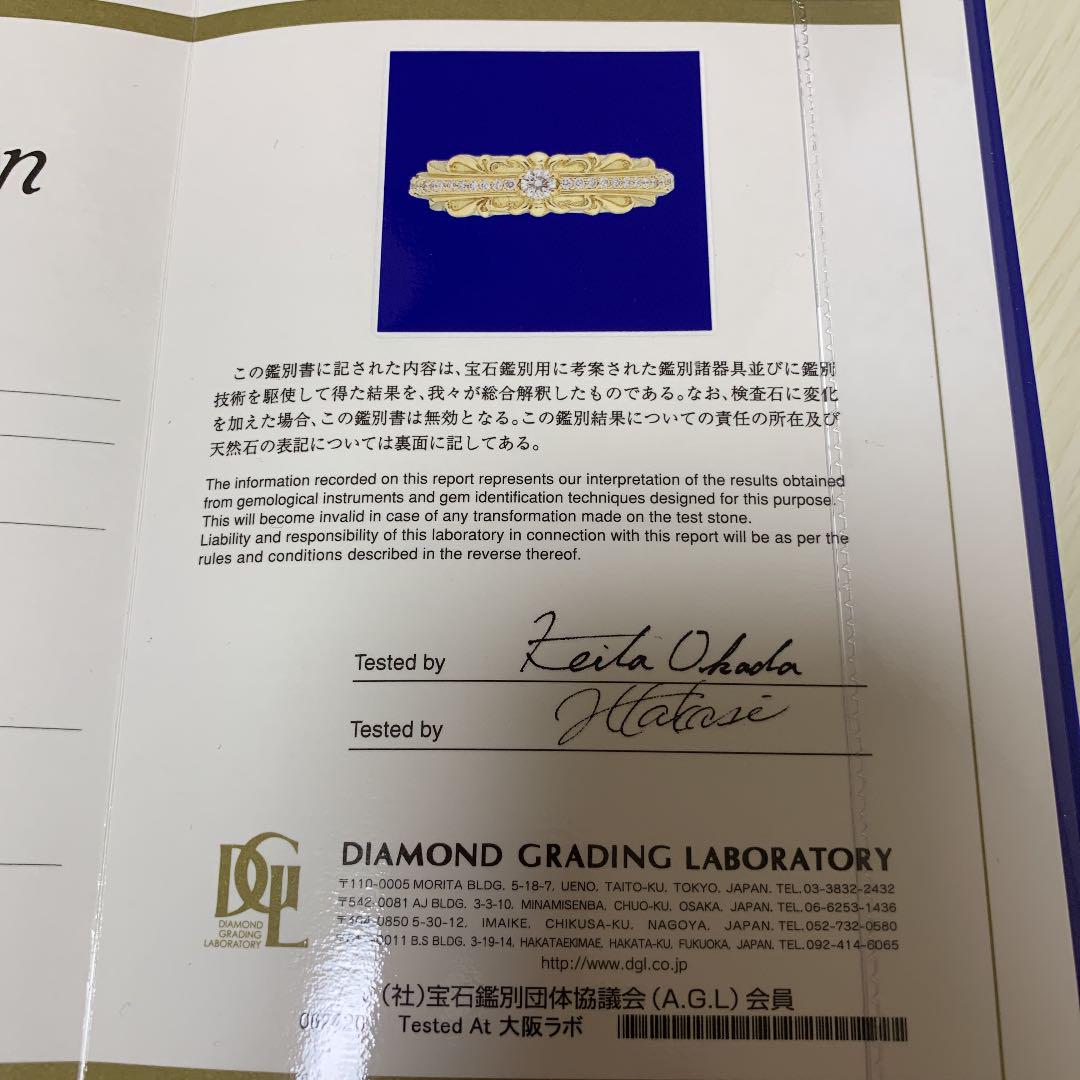 n
この鑑別書に記された内容は、宝石鑑別用に考案された鑑別諸器具並びに鑑別
技術を駆使して得た結果を、我々が総合解釈したものである。なお、検査石に変化
を加えた場合、この鑑別書は無効となる。この鑑別結果についての責任の所在及び
天然石の表記については裏面に記してある。
The information recorded on this report represents our interpretation of the results obtained
from gemological instruments and gem identification techniques designed for this purpose.
This will become invalid in case of any transformation made on the test stone.
Liability and responsibility of this laboratory in connection with this report will be as per the
rules and conditions described in the reverse thereof.
Tested by Keita Okada
Tested by
DGL
DIAMOND
GRADING
LABORATORY
DIAMOND GRADING LABORATORY
〒110-0005 MORITA BLDG. 5-18-7, UENO, TAITO-KU, TOKYO, JAPAN. TEL.03-3832-2432
〒542-0081 AJ BLDG. 3-3-10, MINAMISENBA, CHUO-KU, OSAKA, JAPAN. TEL.06-6253-1436
5-30-12, IMAIKE, CHIKUSA-KU, NAGOYA, JAPAN. TEL.052-732-0580
B.S BLDG. 3-19-14, HAKATAEKIMAE, HAKATA-KU, FUKUOKA, JAPAN. TEL.092-414-6065
http://www.dgl.co.jp
(社)宝石鑑別団体協議会(A.G.L)会員
Tested At 大阪ラボ